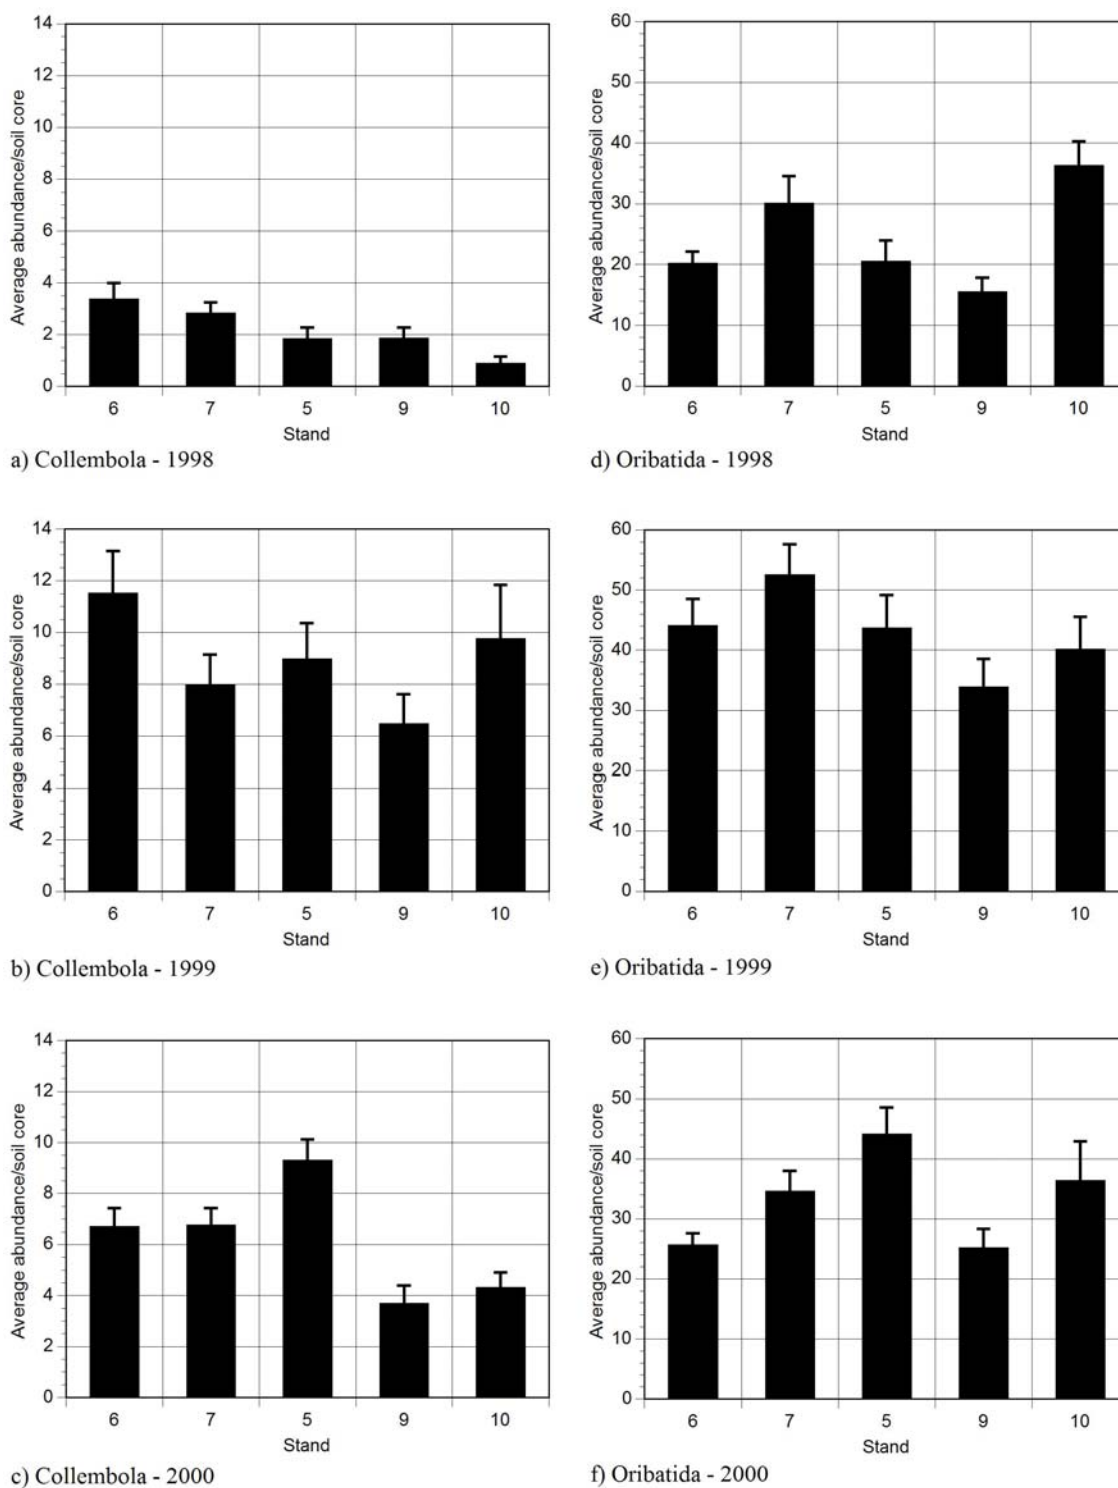 14
12
10
8
6
4
2
0
Average abundance/soil core
6 7 5 9 10
Stand
a) Collembola - 1998
60
50
40
30
20
10
0
Average abundance/soil core
6 7 5 9 10
Stand
d) Oribatida - 1998
14
12
10
8
6
4
2
0
Average abundance/soil core
6 7 5 9 10
Stand
b) Collembola - 1999
60
50
40
30
20
10
0
Average abundance/soil core
6 7 5 9 10
Stand
e) Oribatida - 1999
14
12
10
8
6
4
2
0
Average abundance/soil core
6 7 5 9 10
Stand
c) Collembola - 2000
60
50
40
30
20
10
0
Average abundance/soil core
6 7 5 9 10
Stand
f) Oribatida - 2000